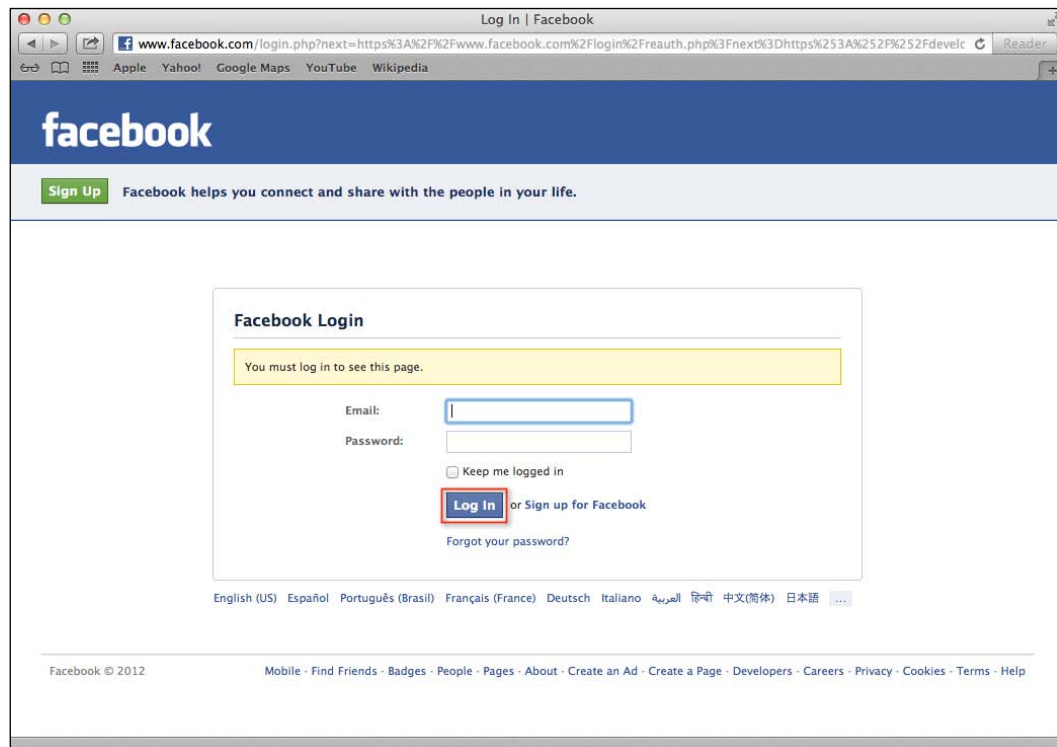 Log In | Facebook
www.facebook.com/login.php?next=https%3A%2F%2Fwww.facebook.com%2Flogin%2Freauth.php%3Fnext%3Dhttps%253A%252F%252Fdevelc Reader
Apple Yahoo! Google Maps YouTube Wikipedia
facebook
Sign Up Facebook helps you connect and share with the people in your life.
Facebook Login
You must log in to see this page.
Email:
Password:
Keep me logged in
Log In or Sign up for Facebook
Forgot your password?
English (US) Español Português (Brasil) Français (France) Deutsch Italiano العربية हिन्दी 中文(简体) 日本語 ...
Facebook © 2012 Mobile · Find Friends · Badges · People · Pages · About · Create an Ad · Create a Page · Developers · Careers · Privacy · Cookies · Terms · Help